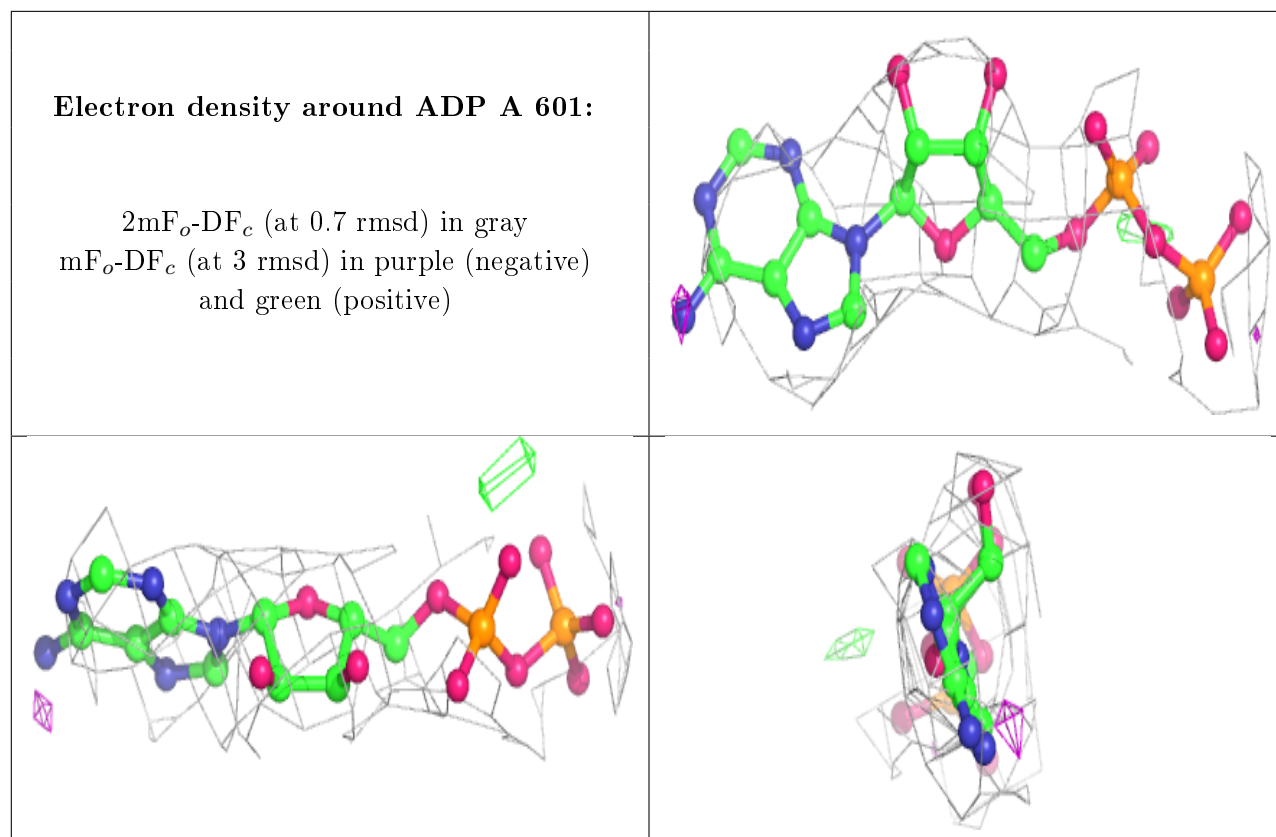 Electron density around ADP A 601:
2mFₒ-DF𝒸 (at 0.7 rmsd) in gray
mFₒ-DF𝒸 (at 3 rmsd) in purple (negative)
and green (positive)